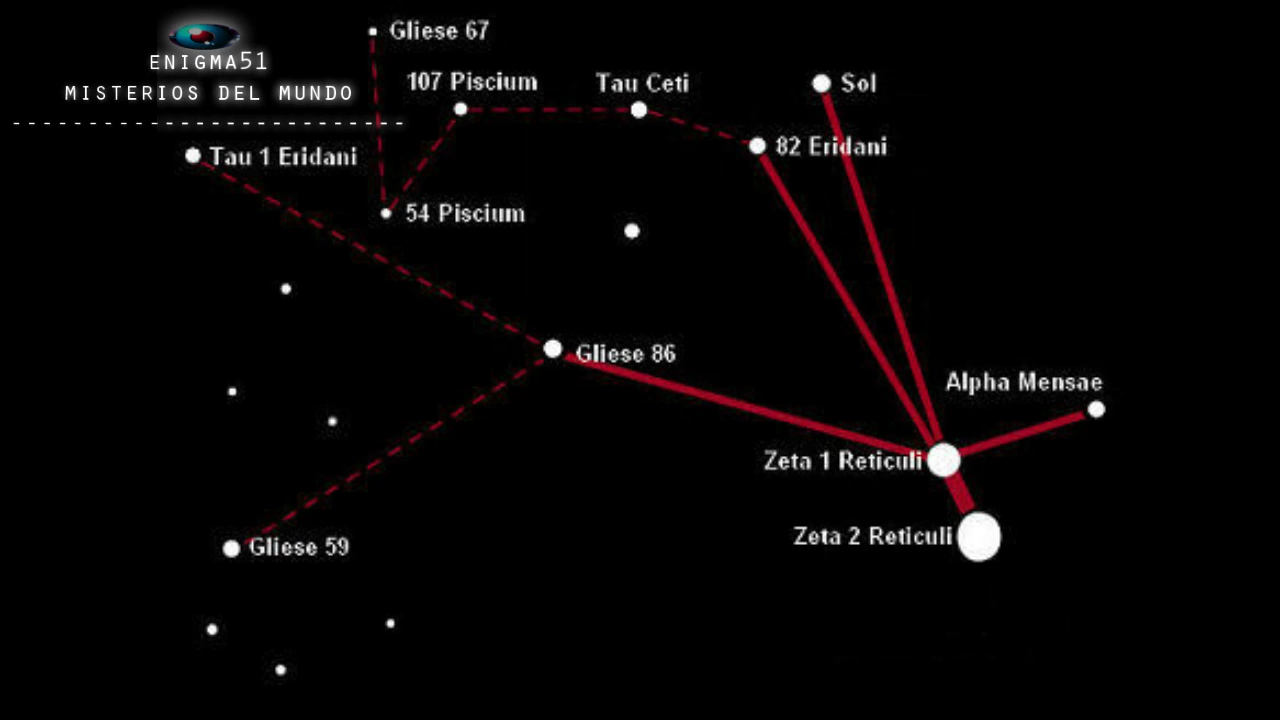 ENIGMA51
MISTERIOS DEL MUNDO
Gliese 67
107 Piscium
Tau Ceti
Sol
Tau 1 Eridani
82 Eridani
54 Piscium
Gliese 86
Alpha Mensae
Zeta 1 Reticuli
Zeta 2 Reticuli
Gliese 59